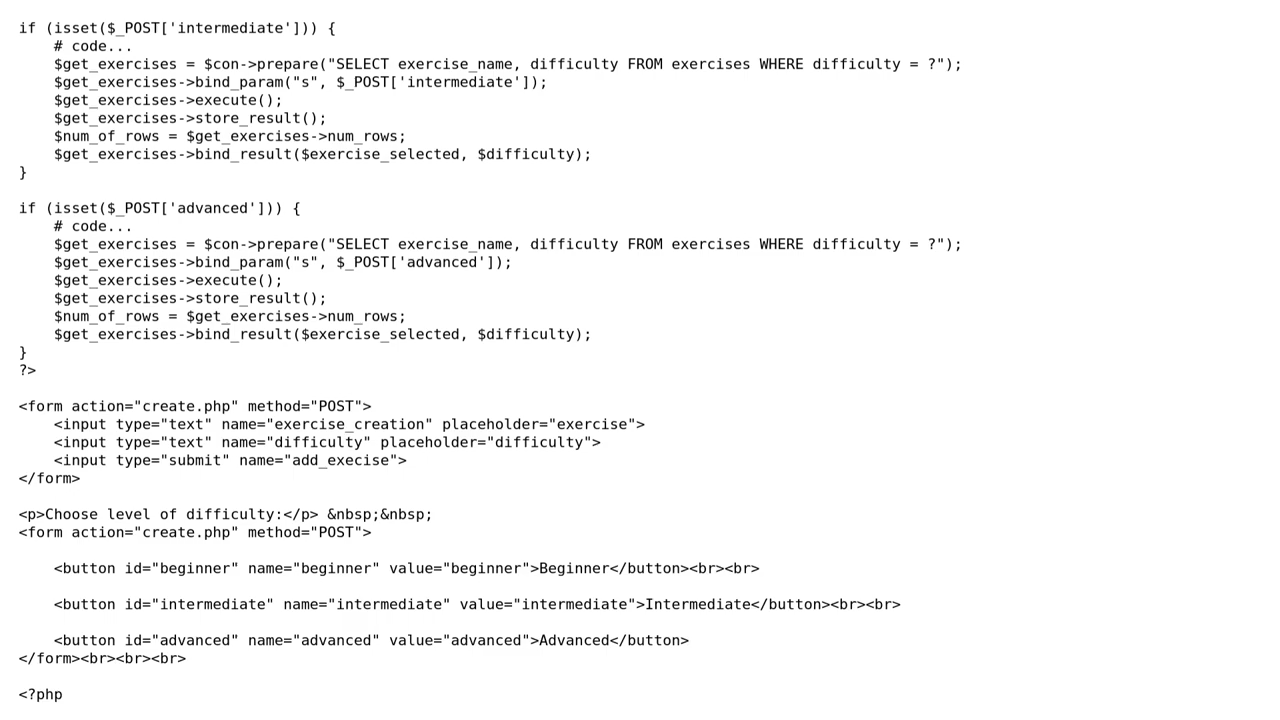 if (isset($_POST['intermediate'])) {
    # code...
    $get_exercises = $con->prepare("SELECT exercise_name, difficulty FROM exercises WHERE difficulty = ?");
    $get_exercises->bind_param("s", $_POST['intermediate']);
    $get_exercises->execute();
    $get_exercises->store_result();
    $num_of_rows = $get_exercises->num_rows;
    $get_exercises->bind_result($exercise_selected, $difficulty);
}

if (isset($_POST['advanced'])) {
    # code...
    $get_exercises = $con->prepare("SELECT exercise_name, difficulty FROM exercises WHERE difficulty = ?");
    $get_exercises->bind_param("s", $_POST['advanced']);
    $get_exercises->execute();
    $get_exercises->store_result();
    $num_of_rows = $get_exercises->num_rows;
    $get_exercises->bind_result($exercise_selected, $difficulty);
}
?>

<form action="create.php" method="POST">
    <input type="text" name="exercise_creation" placeholder="exercise">
    <input type="text" name="difficulty" placeholder="difficulty">
    <input type="submit" name="add_execise">
</form>

<p>Choose level of difficulty:</p> &nbsp;&nbsp;
<form action="create.php" method="POST">

    <button id="beginner" name="beginner" value="beginner">Beginner</button><br><br>

    <button id="intermediate" name="intermediate" value="intermediate">Intermediate</button><br><br>

    <button id="advanced" name="advanced" value="advanced">Advanced</button>
</form><br><br><br>

<?php